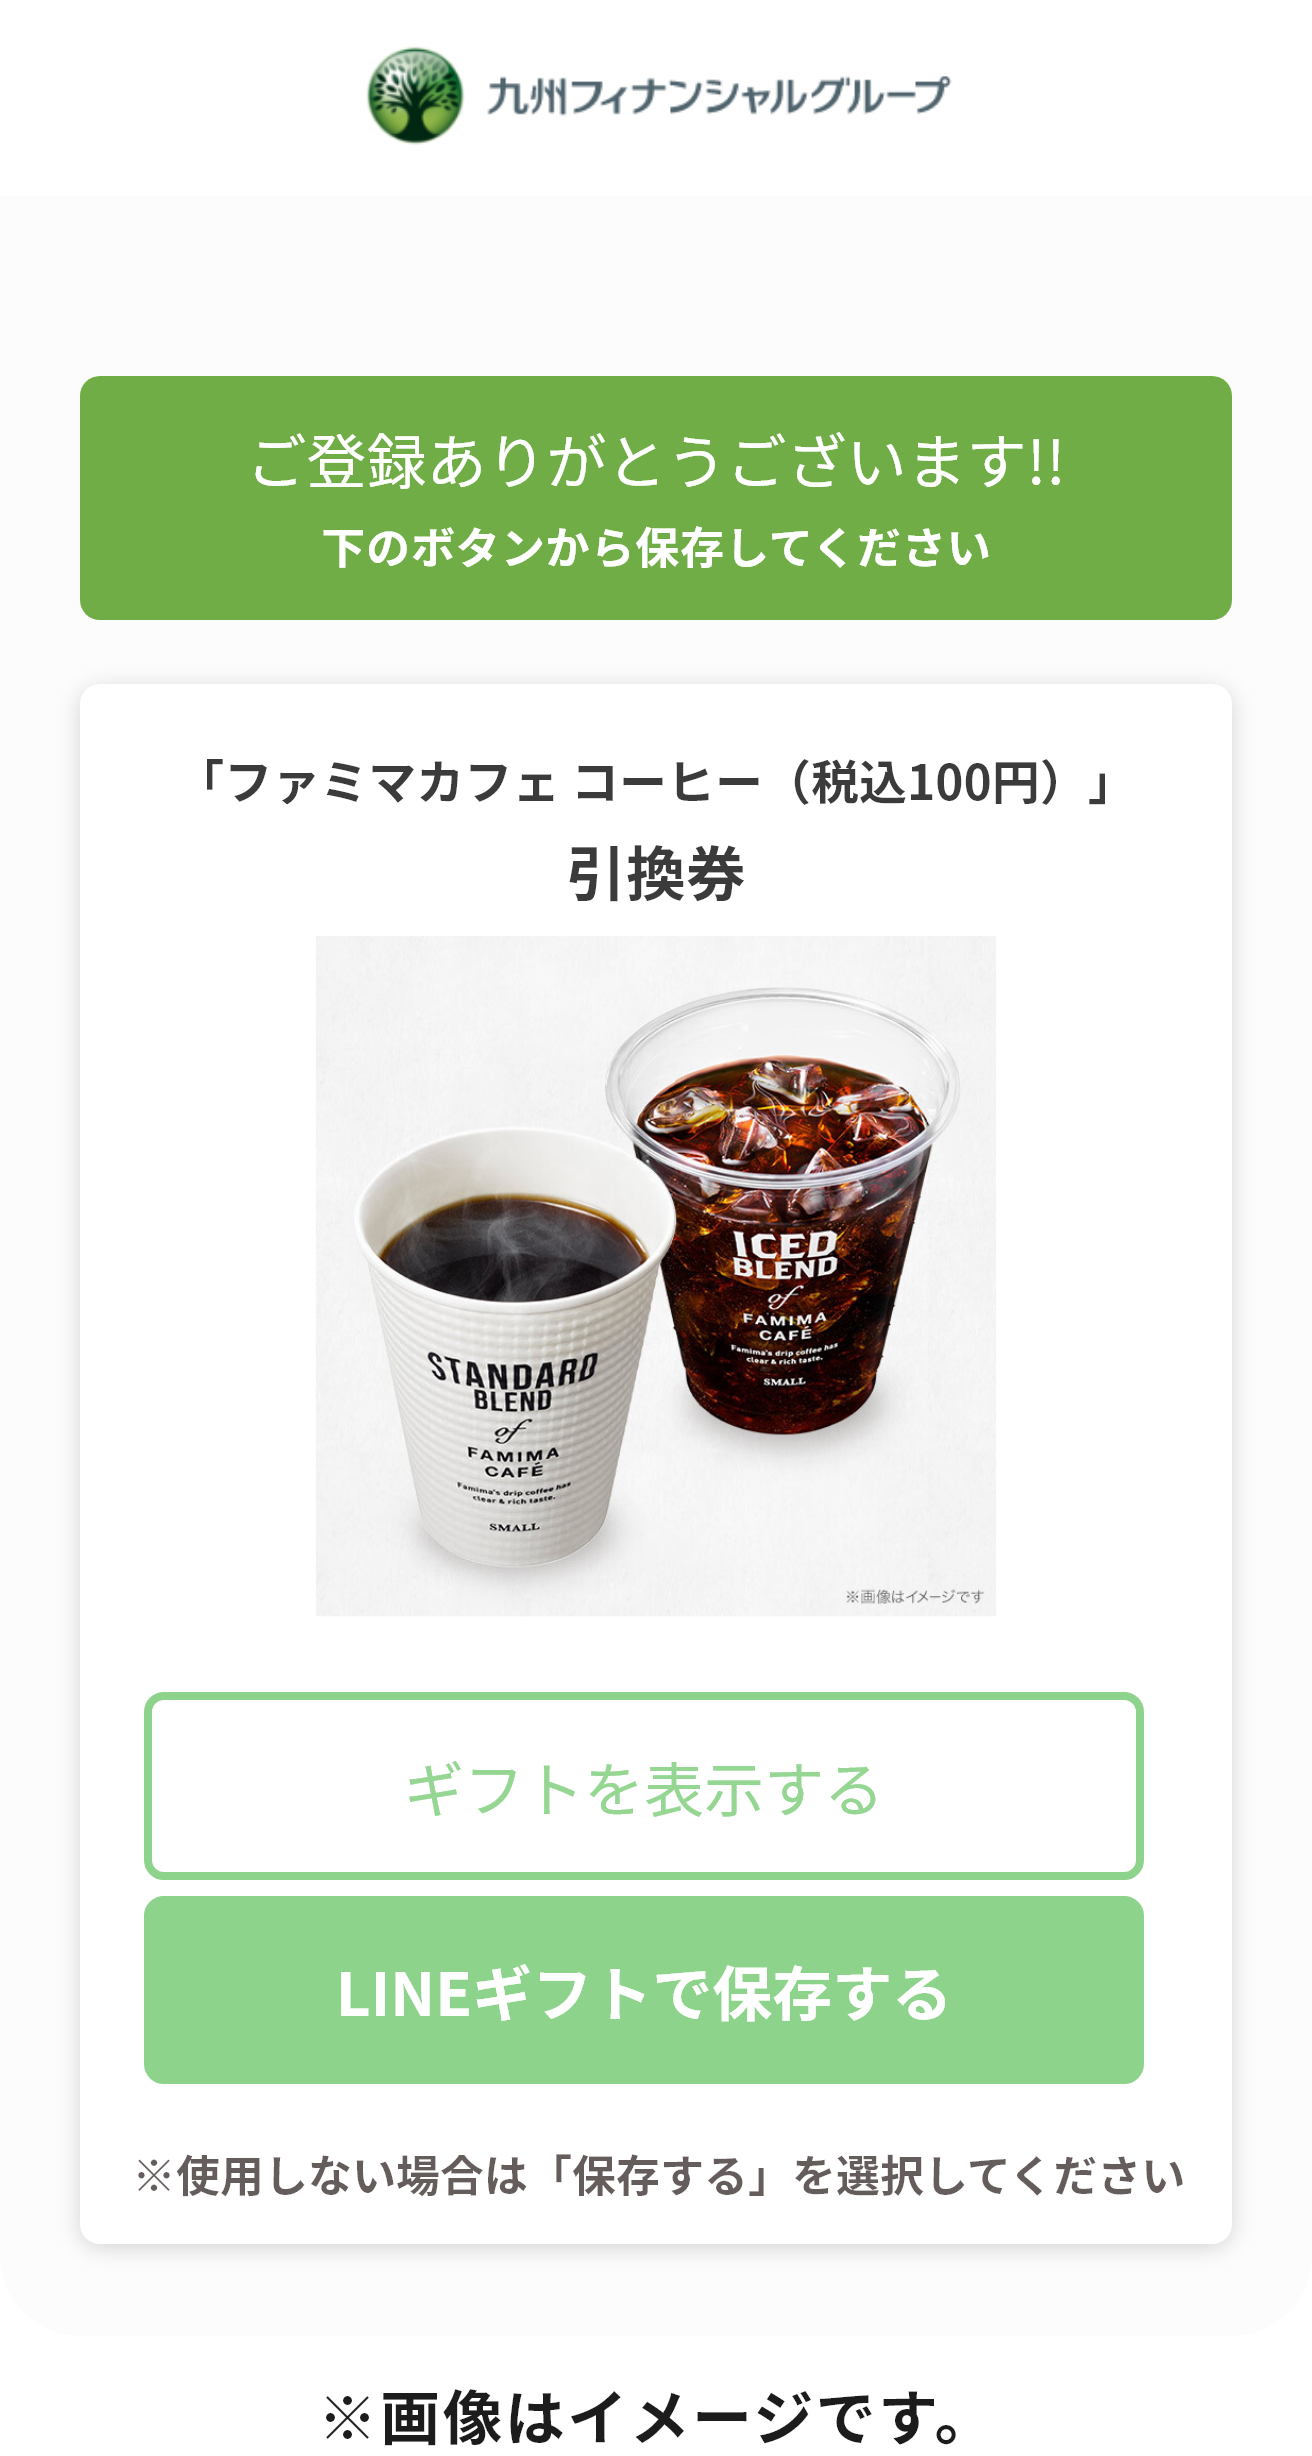 九州フィナンシャルグループ
ご登録ありがとうございます!!
下のボタンから保存してください
「ファミマカフェ コーヒー（税込100円）」
引換券
ICED
BLEND
of
FAMIMA
CAFÉ
Famima's drip coffee has
clear & rich taste.
SMALL
STANDARD
BLEND
of
FAMIMA
CAFÉ
Famima's drip coffee has
clear & rich taste.
SMALL
※画像はイメージです
ギフトを表示する
LINEギフトで保存する
※使用しない場合は「保存する」を選択してください
※画像はイメージです。